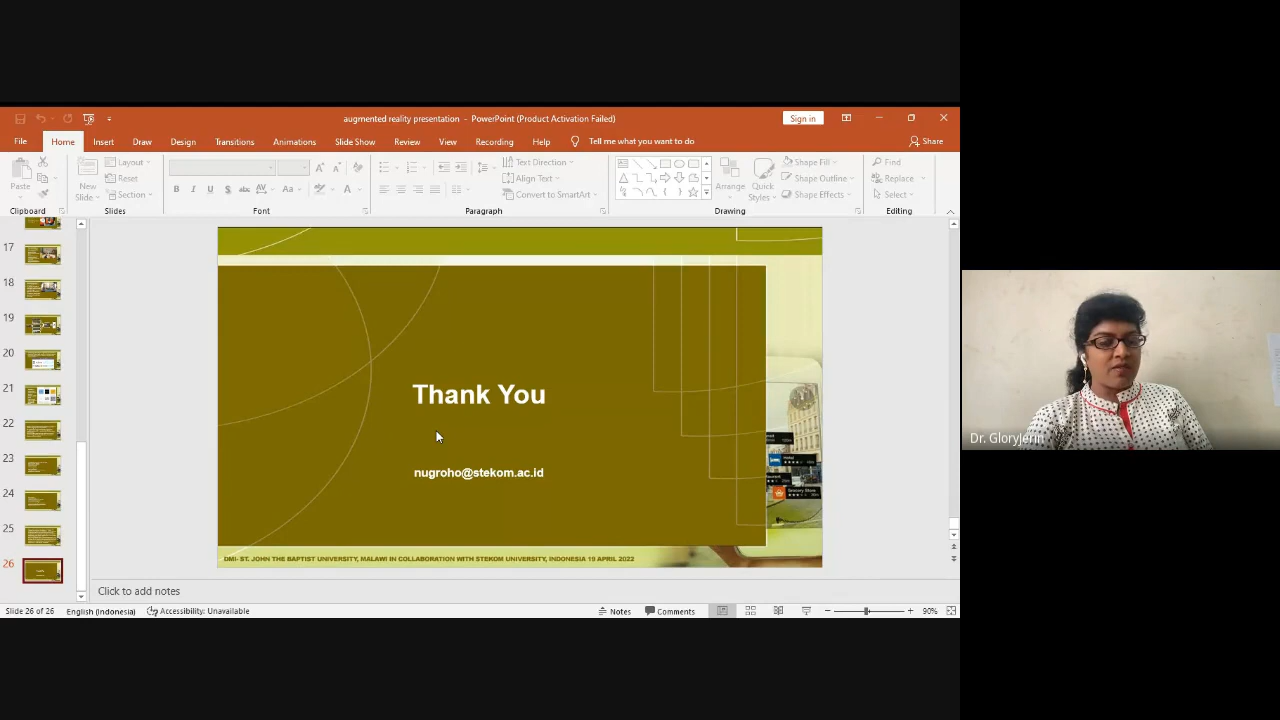 augmented reality presentation - PowerPoint (Product Activation Failed)
Sign in
File Home Insert Draw Design Transitions Animations Slide Show Review View Recording Help Tell me what you want to do Share
Paste
New Slide
Layout
Reset
Section
Text Direction
Align Text
Convert to SmartArt
Arrange
Quick Styles
Shape Fill
Shape Outline
Shape Effects
Find
Replace
Select
Clipboard Slides Font Paragraph Drawing Editing
17
18
19
20
21
22
23
24
25
26
Thank You
nugroho@stekom.ac.id
DMI- ST. JOHN THE BAPTIST UNIVERSITY, MALAWI IN COLLABORATION WITH STEKOM UNIVERSITY, INDONESIA 19 APRIL 2022
Hotel
Grocery Store
Click to add notes
Slide 26 of 26 English (Indonesia) Accessibility: Unavailable Notes Comments 90%
Dr. GloryJerin